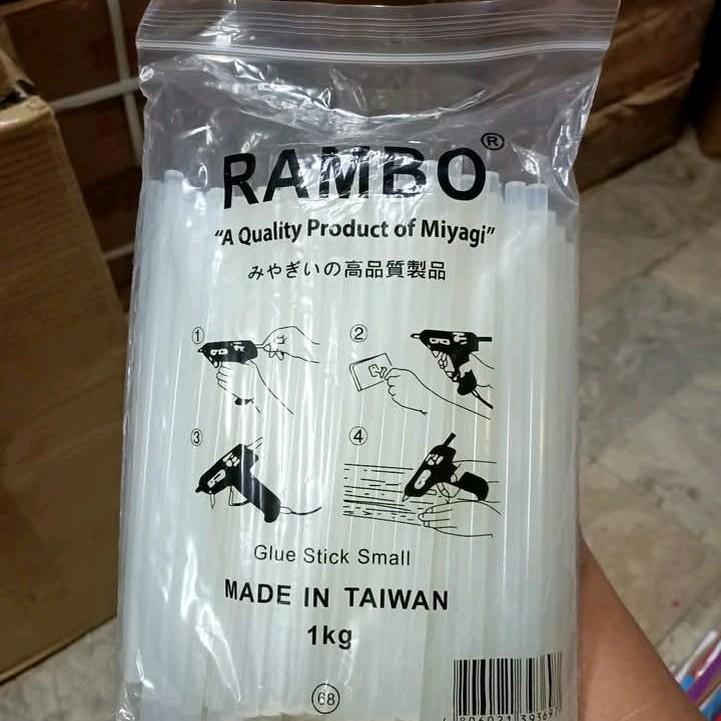 RAMBO®
"A Quality Product of Miyagi"
みやぎいの高品質製品
① ②
③ ④
Glue Stick Small
MADE IN TAIWAN
1kg
68